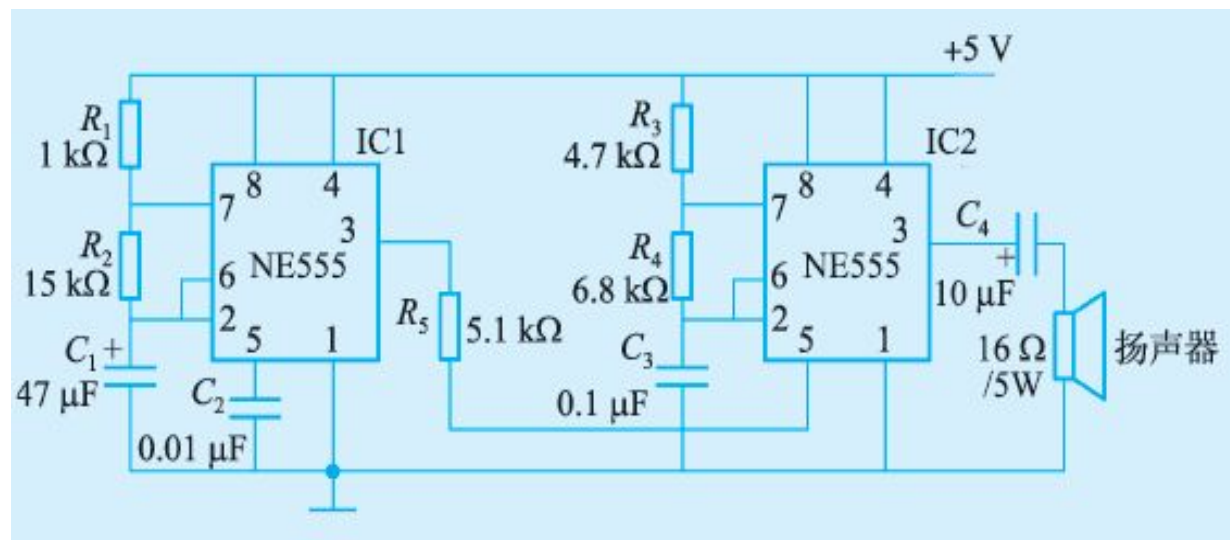 +5 V
R₁
1 kΩ
R₂
15 kΩ
C₁ +
47 μF
C₂
0.01 μF
IC1
8 4
7
3
NE555
6
2
5 1
R₅
5.1 kΩ
R₃
4.7 kΩ
R₄
6.8 kΩ
C₃
0.1 μF
IC2
8 4
7
3
NE555
6
2
5 1
C₄
+
10 μF
16 Ω
/5W
扬声器